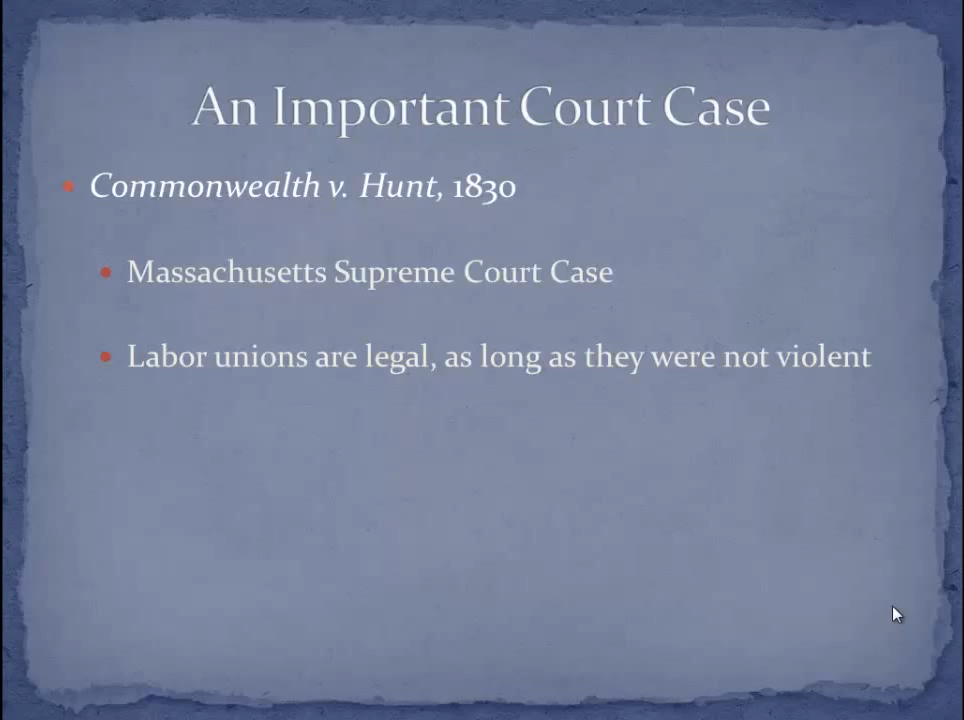 An Important Court Case
Commonwealth v. Hunt, 1830
Massachusetts Supreme Court Case
Labor unions are legal, as long as they were not violent